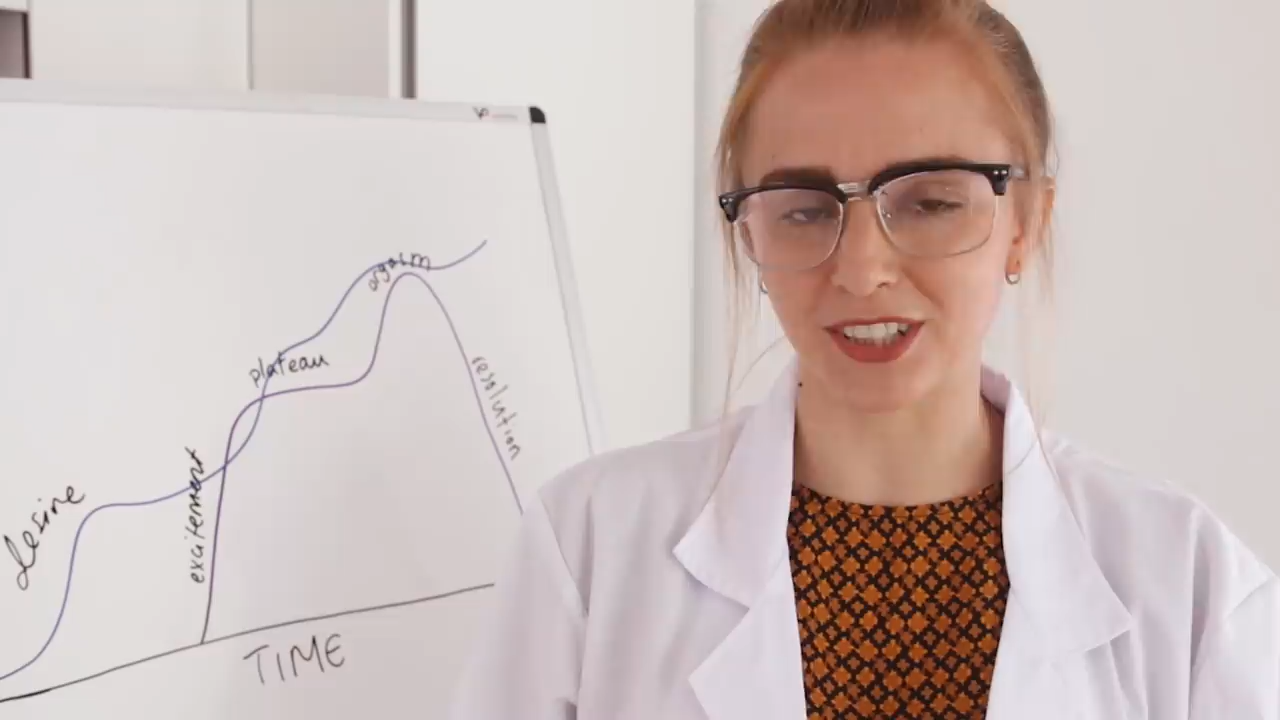 orgasm
plateau
resolution
excitement
desire
TIME